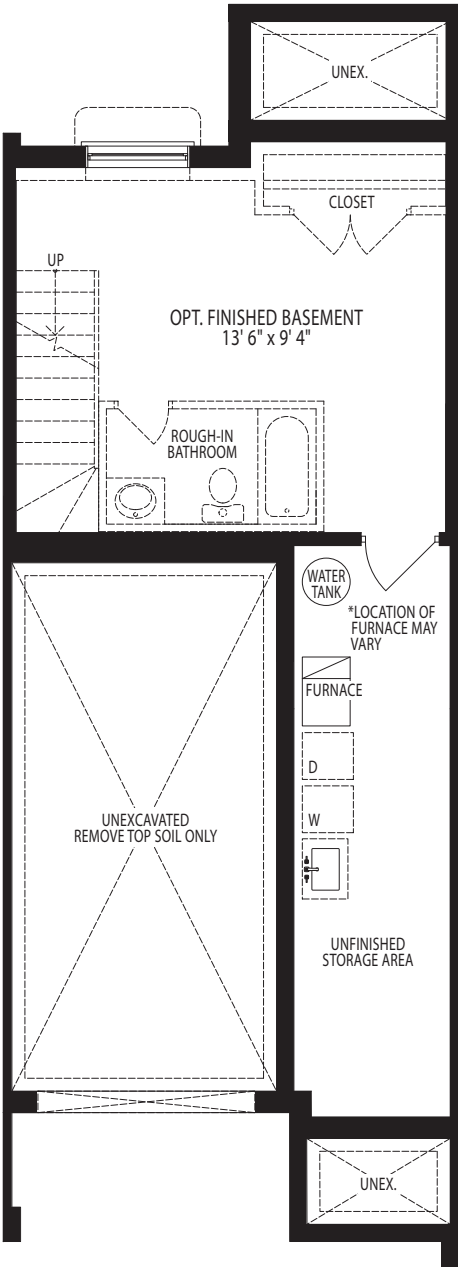 UNEX.
CLOSET
UP
OPT. FINISHED BASEMENT
13' 6" x 9' 4"
ROUGH-IN
BATHROOM
WATER
TANK
*LOCATION OF
FURNACE MAY
VARY
FURNACE
D
W
UNEXCAVATED
REMOVE TOP SOIL ONLY
UNFINISHED
STORAGE AREA
UNEX.